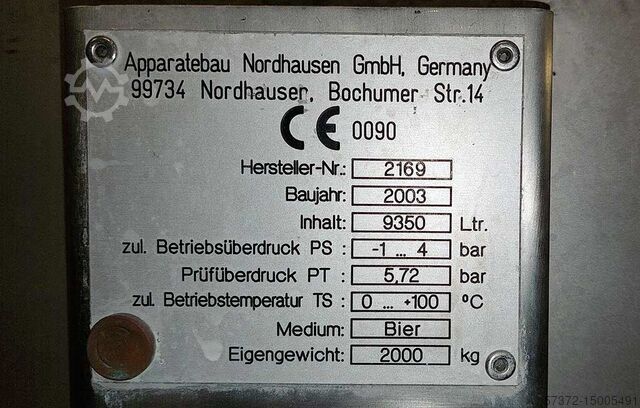 Apparatebau Nordhausen GmbH, Germany
99734 Nordhausen, Bochumer Str.14
CE 0090
Hersteller-Nr.: 2169
Baujahr: 2003
Inhalt: 9350 Ltr.
zul. Betriebsüberdruck PS : -1 ... 4 bar
Prüfüberdruck PT : 5,72 bar
zul. Betriebstemperatur TS : 0 ... +100 °C
Medium: Bier
Eigengewicht: 2000 kg